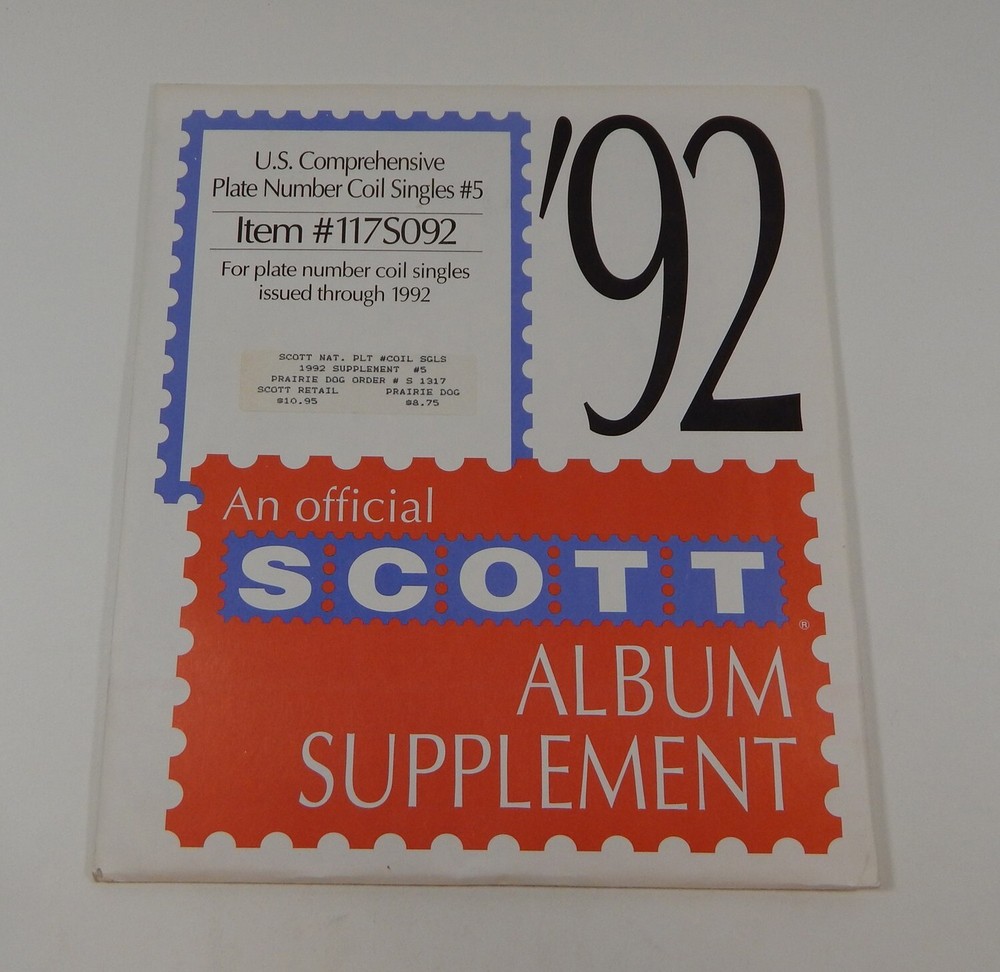 U.S. Comprehensive
Plate Number Coil Singles #5
Item #117S092
For plate number coil singles
issued through 1992
SCOTT NAT. PLT #COIL SGLS
1992 SUPPLEMENT #5
PRAIRIE DOG ORDER # S 1317
SCOTT RETAIL PRAIRIE DOG
$10.95 $8.75
'92
An official
SCOTT
®
ALBUM
SUPPLEMENT